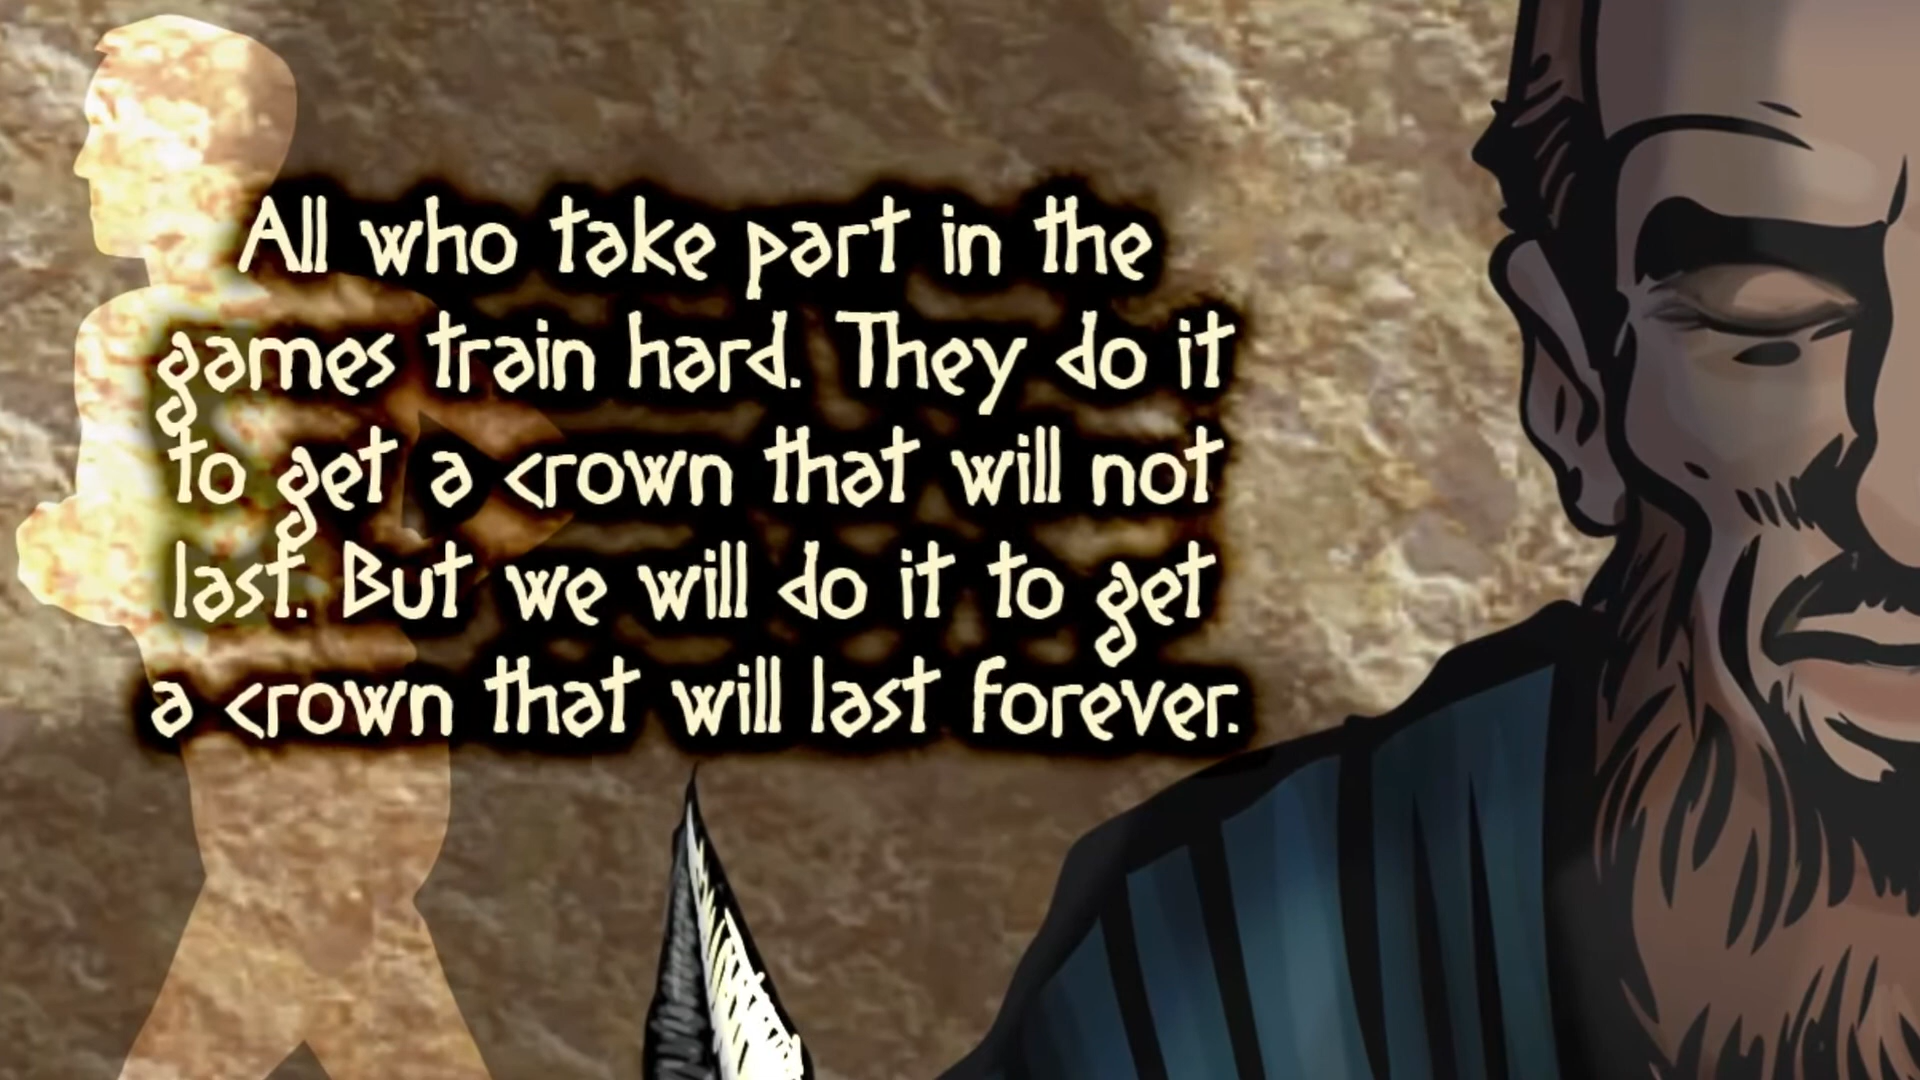 All who take part in the
games train hard. They do it
to get a crown that will not
last. But we will do it to get
a crown that will last forever.